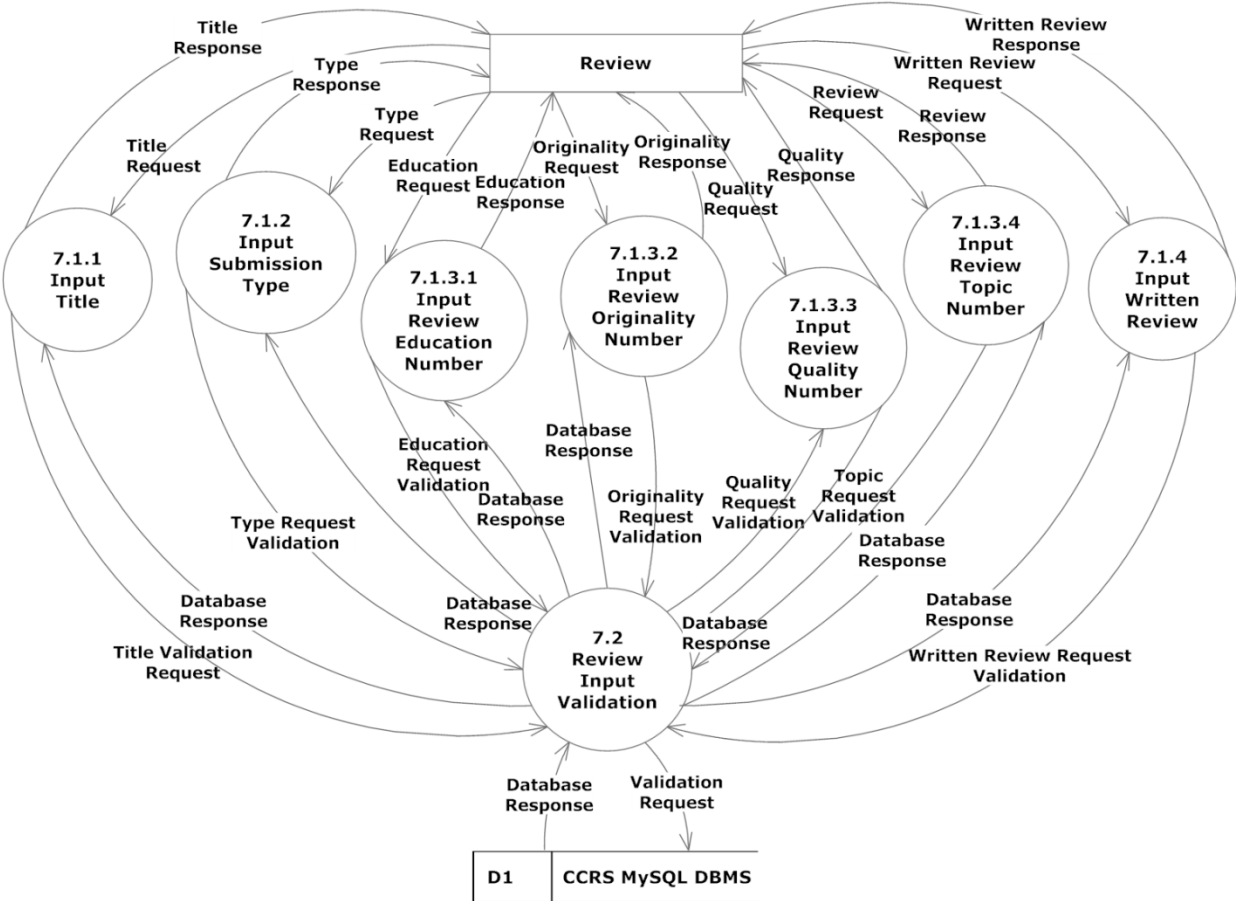 Title
Response
Written Review
Response
Review
Type
Response
Written Review
Request
Review
Request
Type
Request
Review
Response
Title
Request
Education
Request
Originality
Request
Originality
Response
Quality
Response
Education
Response
Quality
Request
7.1.1
Input
Title
7.1.2
Input
Submission
Type
7.1.3.1
Input
Review
Education
Number
7.1.3.2
Input
Review
Originality
Number
7.1.3.3
Input
Review
Quality
Number
7.1.3.4
Input
Review
Topic
Number
7.1.4
Input
Written
Review
Education
Request
Validation
Database
Response
Database
Response
Originality
Request
Validation
Quality
Request
Validation
Topic
Request
Validation
Type Request
Validation
Database
Response
Database
Response
Database
Response
Database
Response
Database
Response
Title Validation
Request
Written Review Request
Validation
7.2
Review
Input
Validation
Database
Response
Validation
Request
D1
CCRS MySQL DBMS